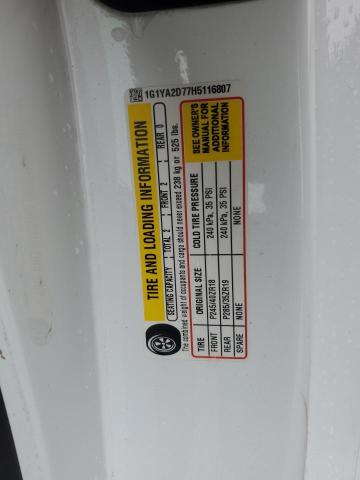 1G1YA2D77H5116807
TIRE AND LOADING INFORMATION
SEATING CAPACITY TOTAL 2 FRONT 2 REAR 0
The combined weight of occupants and cargo should never exceed 238 kg or 525 lbs.
TIRE ORIGINAL SIZE COLD TIRE PRESSURE
FRONT P245/40ZR18 240 kPa, 35 PSI
REAR P285/35ZR19 240 kPa, 35 PSI
SPARE NONE NONE
SEE OWNER'S
MANUAL FOR
ADDITIONAL
INFORMATION